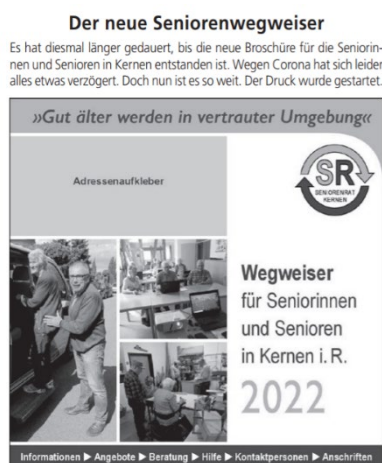 Der neue Seniorenwegweiser
Es hat diesmal länger gedauert, bis die neue Broschüre für die Seniorin-
nen und Senioren in Kernen entstanden ist. Wegen Corona hat sich leider
alles etwas verzögert. Doch nun ist es so weit. Der Druck wurde gestartet.
»Gut älter werden in vertrauter Umgebung«
Adressenaufkleber
SR
SENIORENRAT
KERNEN
Wegweiser
für Seniorinnen
und Senioren
in Kernen i. R.
2022
Informationen ▶ Angebote ▶ Beratung ▶ Hilfe ▶ Kontaktpersonen ▶ Anschriften